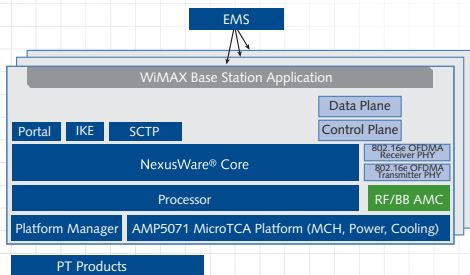 EMS
WiMAX Base Station Application
Data Plane
Portal
IKE
SCTP
Control Plane
NexusWare® Core
802.16e OFDMA
Receiver PHY
802.16e OFDMA
Transmitter PHY
Processor
RF/BB AMC
Platform Manager
AMP5071 MicroTCA Platform (MCH, Power, Cooling)
PT Products